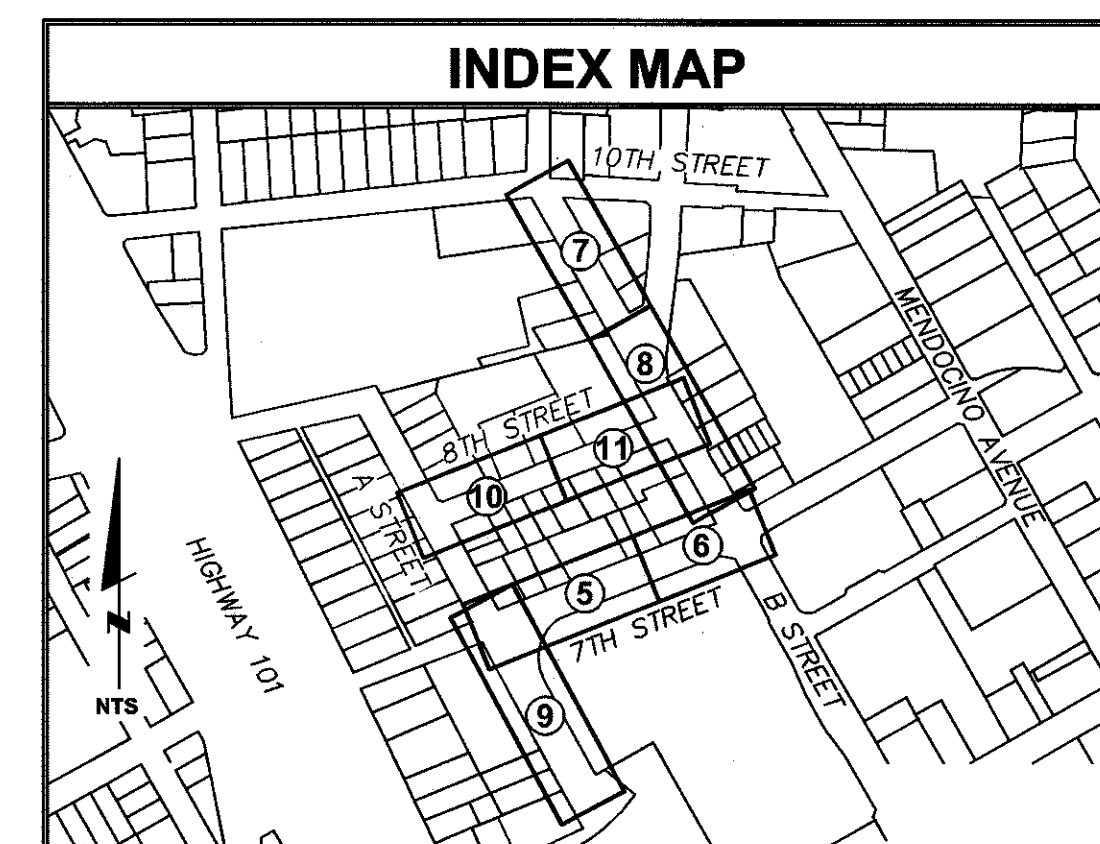 INDEX MAP
10TH STREET
7
MENDOCINO AVENUE
8
8TH STREET
11
10
A STREET
6
HIGHWAY 101
5
7TH STREET
B STREET
N
NTS
9